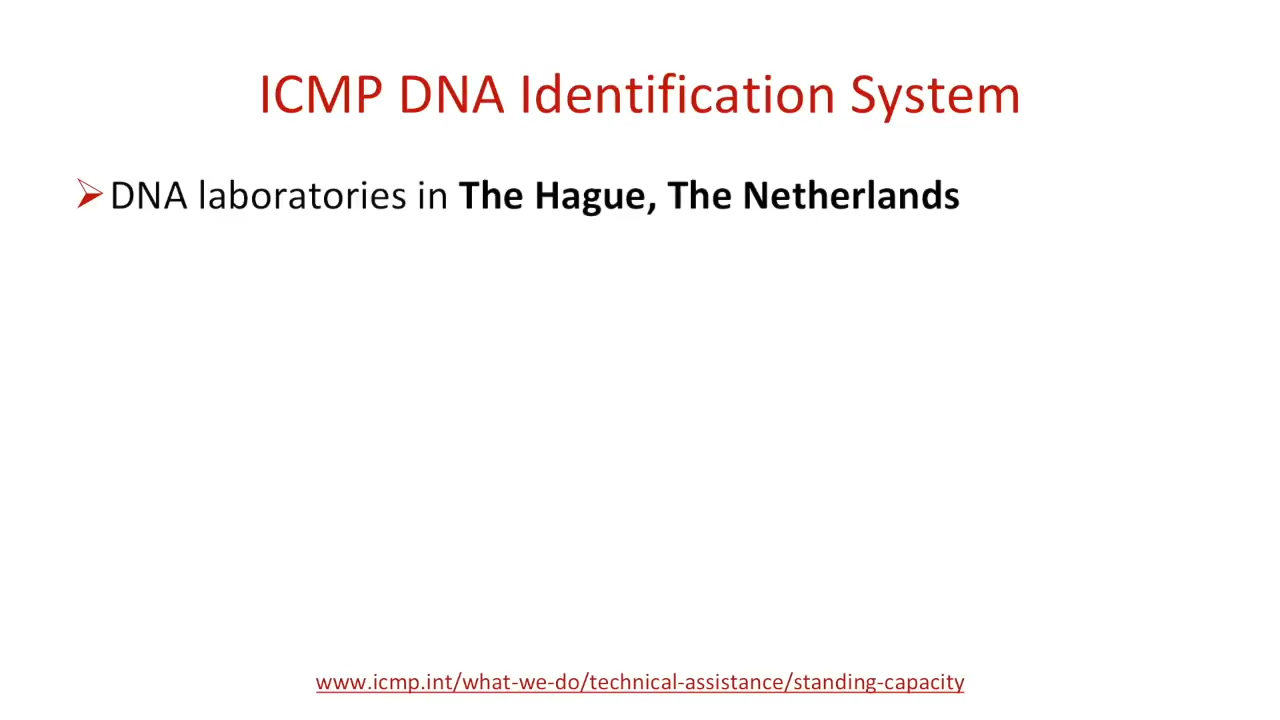 ICMP DNA Identification System
➢DNA laboratories in The Hague, The Netherlands
www.icmp.int/what-we-do/technical-assistance/standing-capacity